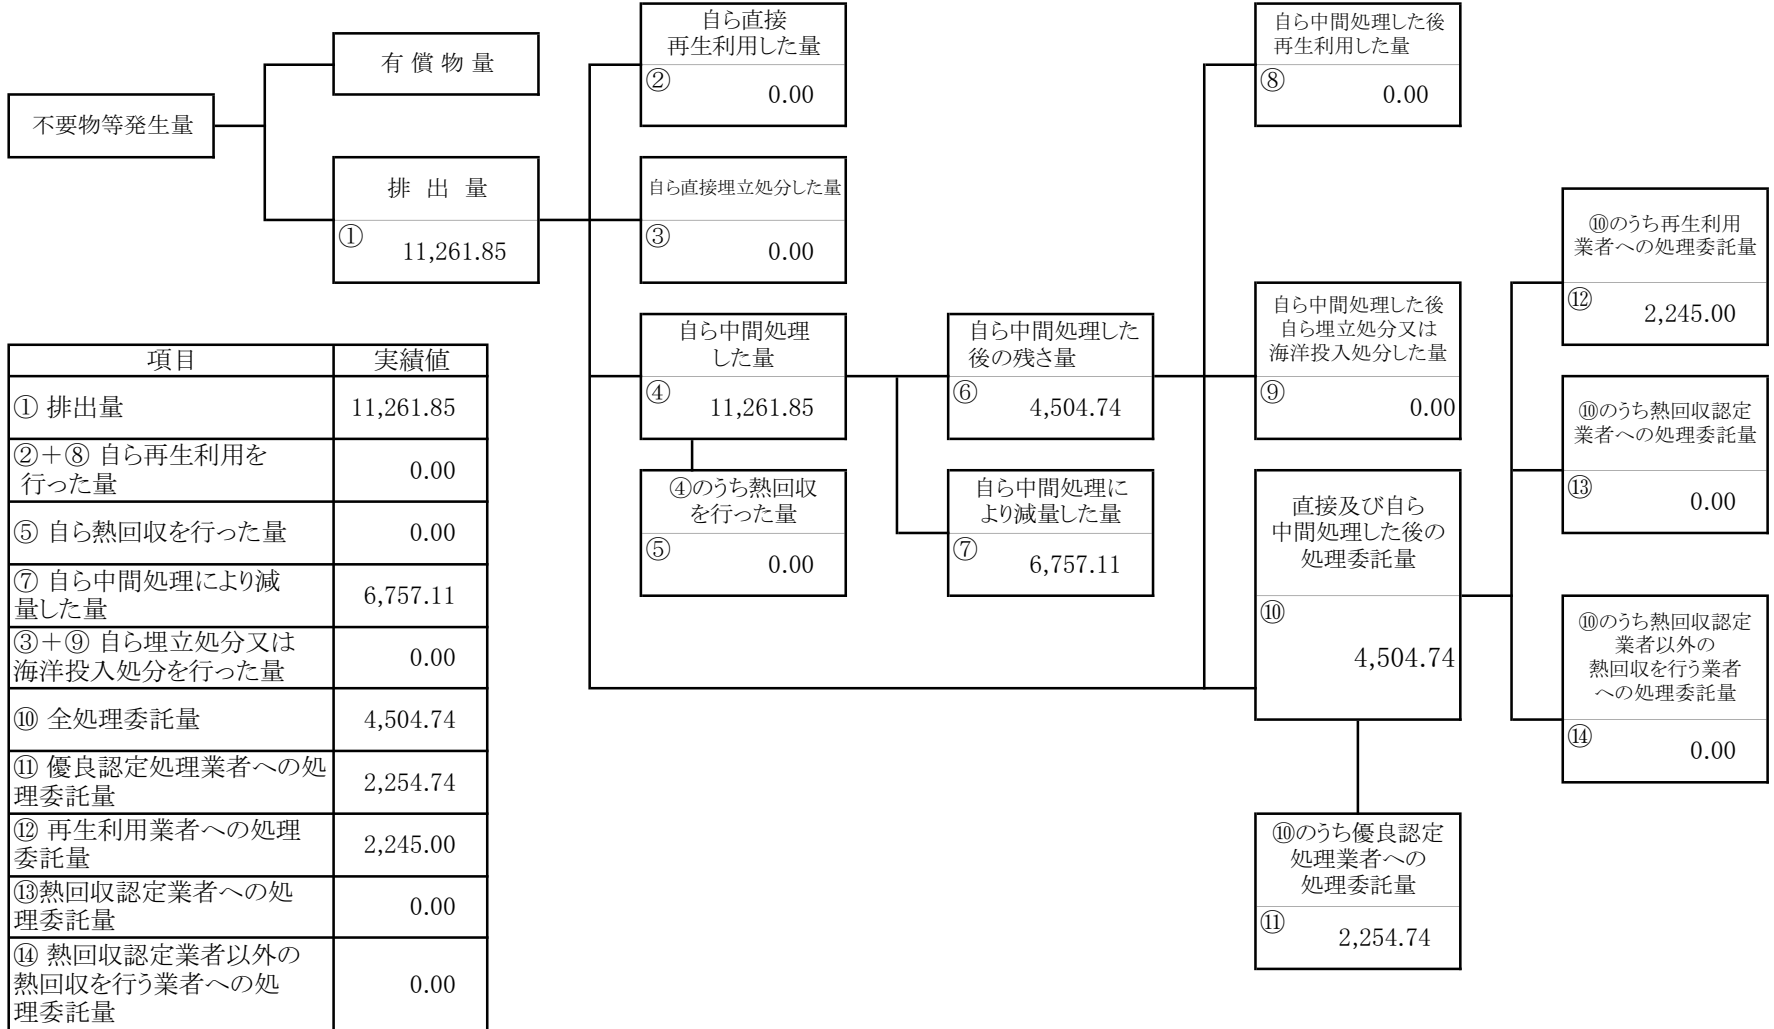 不要物等発生量
有 償 物 量
排 出 量
①
11,261.85
自ら直接
再生利用した量
②
0.00
自ら直接埋立処分した量
③
0.00
自ら中間処理
した量
④
11,261.85
④のうち熱回収
を行った量
⑤
0.00
自ら中間処理した
後の残さ量
⑥
4,504.74
自ら中間処理に
より減量した量
⑦
6,757.11
自ら中間処理した後
再生利用した量
⑧
0.00
自ら中間処理した後
自ら埋立処分又は
海洋投入処分した量
⑨
0.00
直接及び自ら
中間処理した後の
処理委託量
⑩
4,504.74
⑩のうち優良認定
処理業者への
処理委託量
⑪
2,254.74
⑩のうち再生利用
業者への処理委託量
⑫
2,245.00
⑩のうち熱回収認定
業者への処理委託量
⑬
0.00
⑩のうち熱回収認定
業者以外の
熱回収を行う業者
への処理委託量
⑭
0.00
項目 実績値
① 排出量 11,261.85
②＋⑧ 自ら再生利用を
行った量 0.00
⑤ 自ら熱回収を行った量 0.00
⑦ 自ら中間処理により減
量した量 6,757.11
③＋⑨ 自ら埋立処分又は
海洋投入処分を行った量 0.00
⑩ 全処理委託量 4,504.74
⑪ 優良認定処理業者への処
理委託量 2,254.74
⑫ 再生利用業者への処理
委託量 2,245.00
⑬熱回収認定業者への処
理委託量 0.00
⑭ 熱回収認定業者以外の
熱回収を行う業者への処
理委託量 0.00